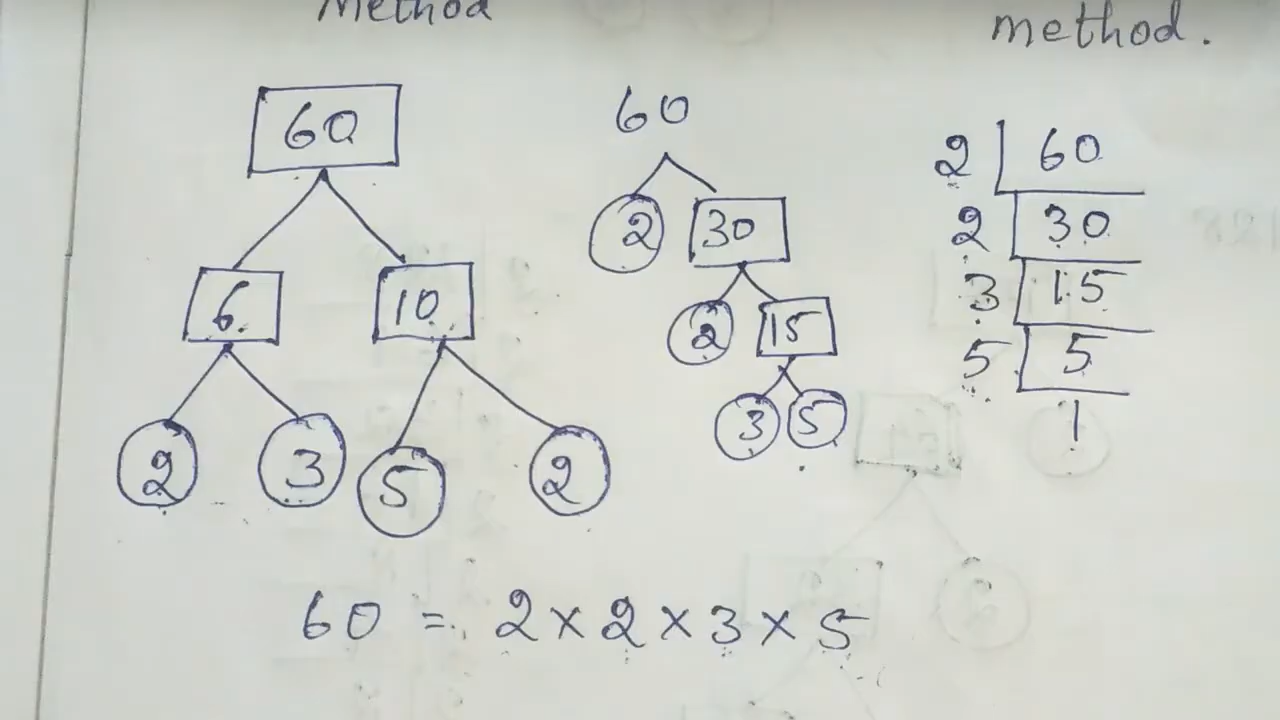 Method
method.
60
6 10
2 3 5 2
60
2 30
2 15
3 5
2 60
2 30
3 15
5 5
1
60 = 2 × 2 × 3 × 5